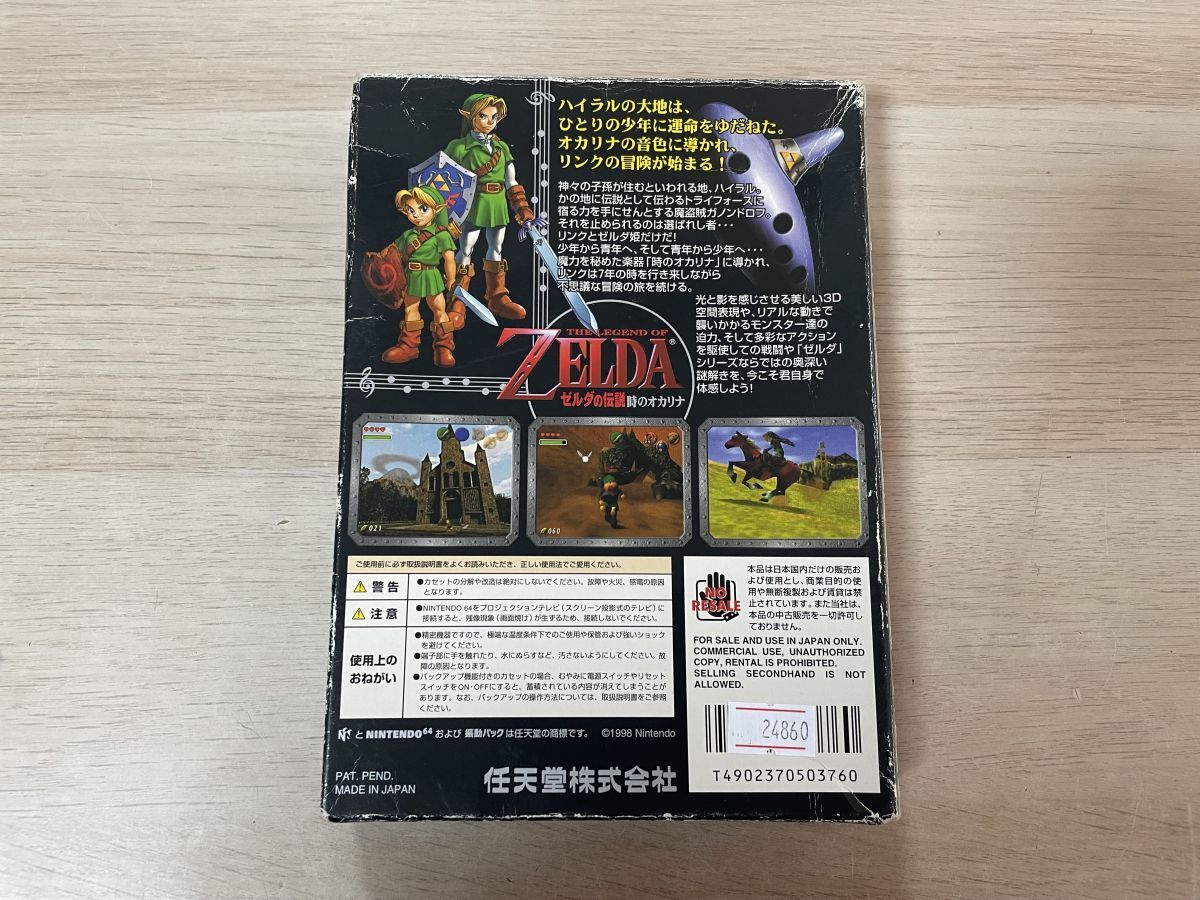 ハイラルの大地は、
ひとりの少年に運命をゆだねた。
オカリナの音色に導かれ、
リンクの冒険が始まる！
神々の子孫が住むといわれる地、ハイラル。
かの地に伝説として伝わるトライフォースに
宿る力を手にせんとする魔盗賊ガノンドロフ。
それを止められるのは選ばれし者･･･
リンクとゼルダ姫だけだ！
少年から青年へ、そして青年から少年へ･･･
魔力を秘めた楽器「時のオカリナ」に導かれ、
リンクは7年の時を行き来しながら
不思議な冒険の旅を続ける。
光と影を感じさせる美しい3D
空間表現や、リアルな動きで
襲いかかるモンスター達の
迫力、そして多彩なアクション
を駆使しての戦闘や「ゼルダ」
シリーズならではの奥深い
謎解きを、今こそ君自身で
体感しよう！
THE LEGEND OF
ZELDA®
ゼルダの伝説 時のオカリナ
021
060
ご使用前に必ず取扱説明書をよくお読みいただき、正しい使用法でご愛用ください。
警告
●カセットの分解や改造は絶対にしないでください。故障や火災、感電の原因
となります。
注意
●NINTENDO 64をプロジェクションテレビ（スクリーン投影式のテレビ）に
接続すると、残像現象（画面焼け）が生ずるため、接続しないでください。
使用上の
おねがい
●精密機器ですので、極端な温度条件下でのご使用や保管および強いショック
を避けてください。
●端子部に手を触れたり、水にぬらすなど、汚さないようにしてください。故
障の原因となります。
●バックアップ機能付きのカセットの場合、むやみに電源スイッチやリセット
スイッチをON･OFFにすると、蓄積されている内容が消えてしまうことが
あります。なお、バックアップの操作方法については、取扱説明書をご参照
ください。
と NINTENDO64 および 振動パックは任天堂の商標です。 ©1998 Nintendo
PAT. PEND.
MADE IN JAPAN
任天堂株式会社
NO
RESALE
本品は日本国内だけの販売お
よび使用とし、商業目的の使
用や無断複製および賃貸は禁
止されています。また当社は、
本品の中古販売を一切許可し
ておりません。
FOR SALE AND USE IN JAPAN ONLY.
COMMERCIAL USE, UNAUTHORIZED
COPY, RENTAL IS PROHIBITED.
SELLING SECONDHAND IS NOT
ALLOWED.
24860
T4902370503760